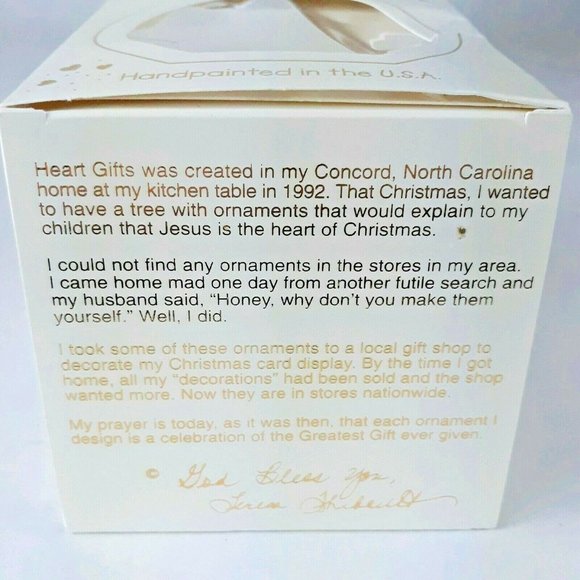 Handpainted in the U.S.A.
Heart Gifts was created in my Concord, North Carolina
home at my kitchen table in 1992. That Christmas, I wanted
to have a tree with ornaments that would explain to my
children that Jesus is the heart of Christmas.
I could not find any ornaments in the stores in my area.
I came home mad one day from another futile search and
my husband said, “Honey, why don’t you make them
yourself.” Well, I did.
I took some of these ornaments to a local gift shop to
decorate my Christmas card display. By the time I got
home, all my “decorations” had been sold and the shop
wanted more. Now they are in stores nationwide.
My prayer is today, as it was then, that each ornament I
design is a celebration of the Greatest Gift ever given.
© God Bless You,
Teresa